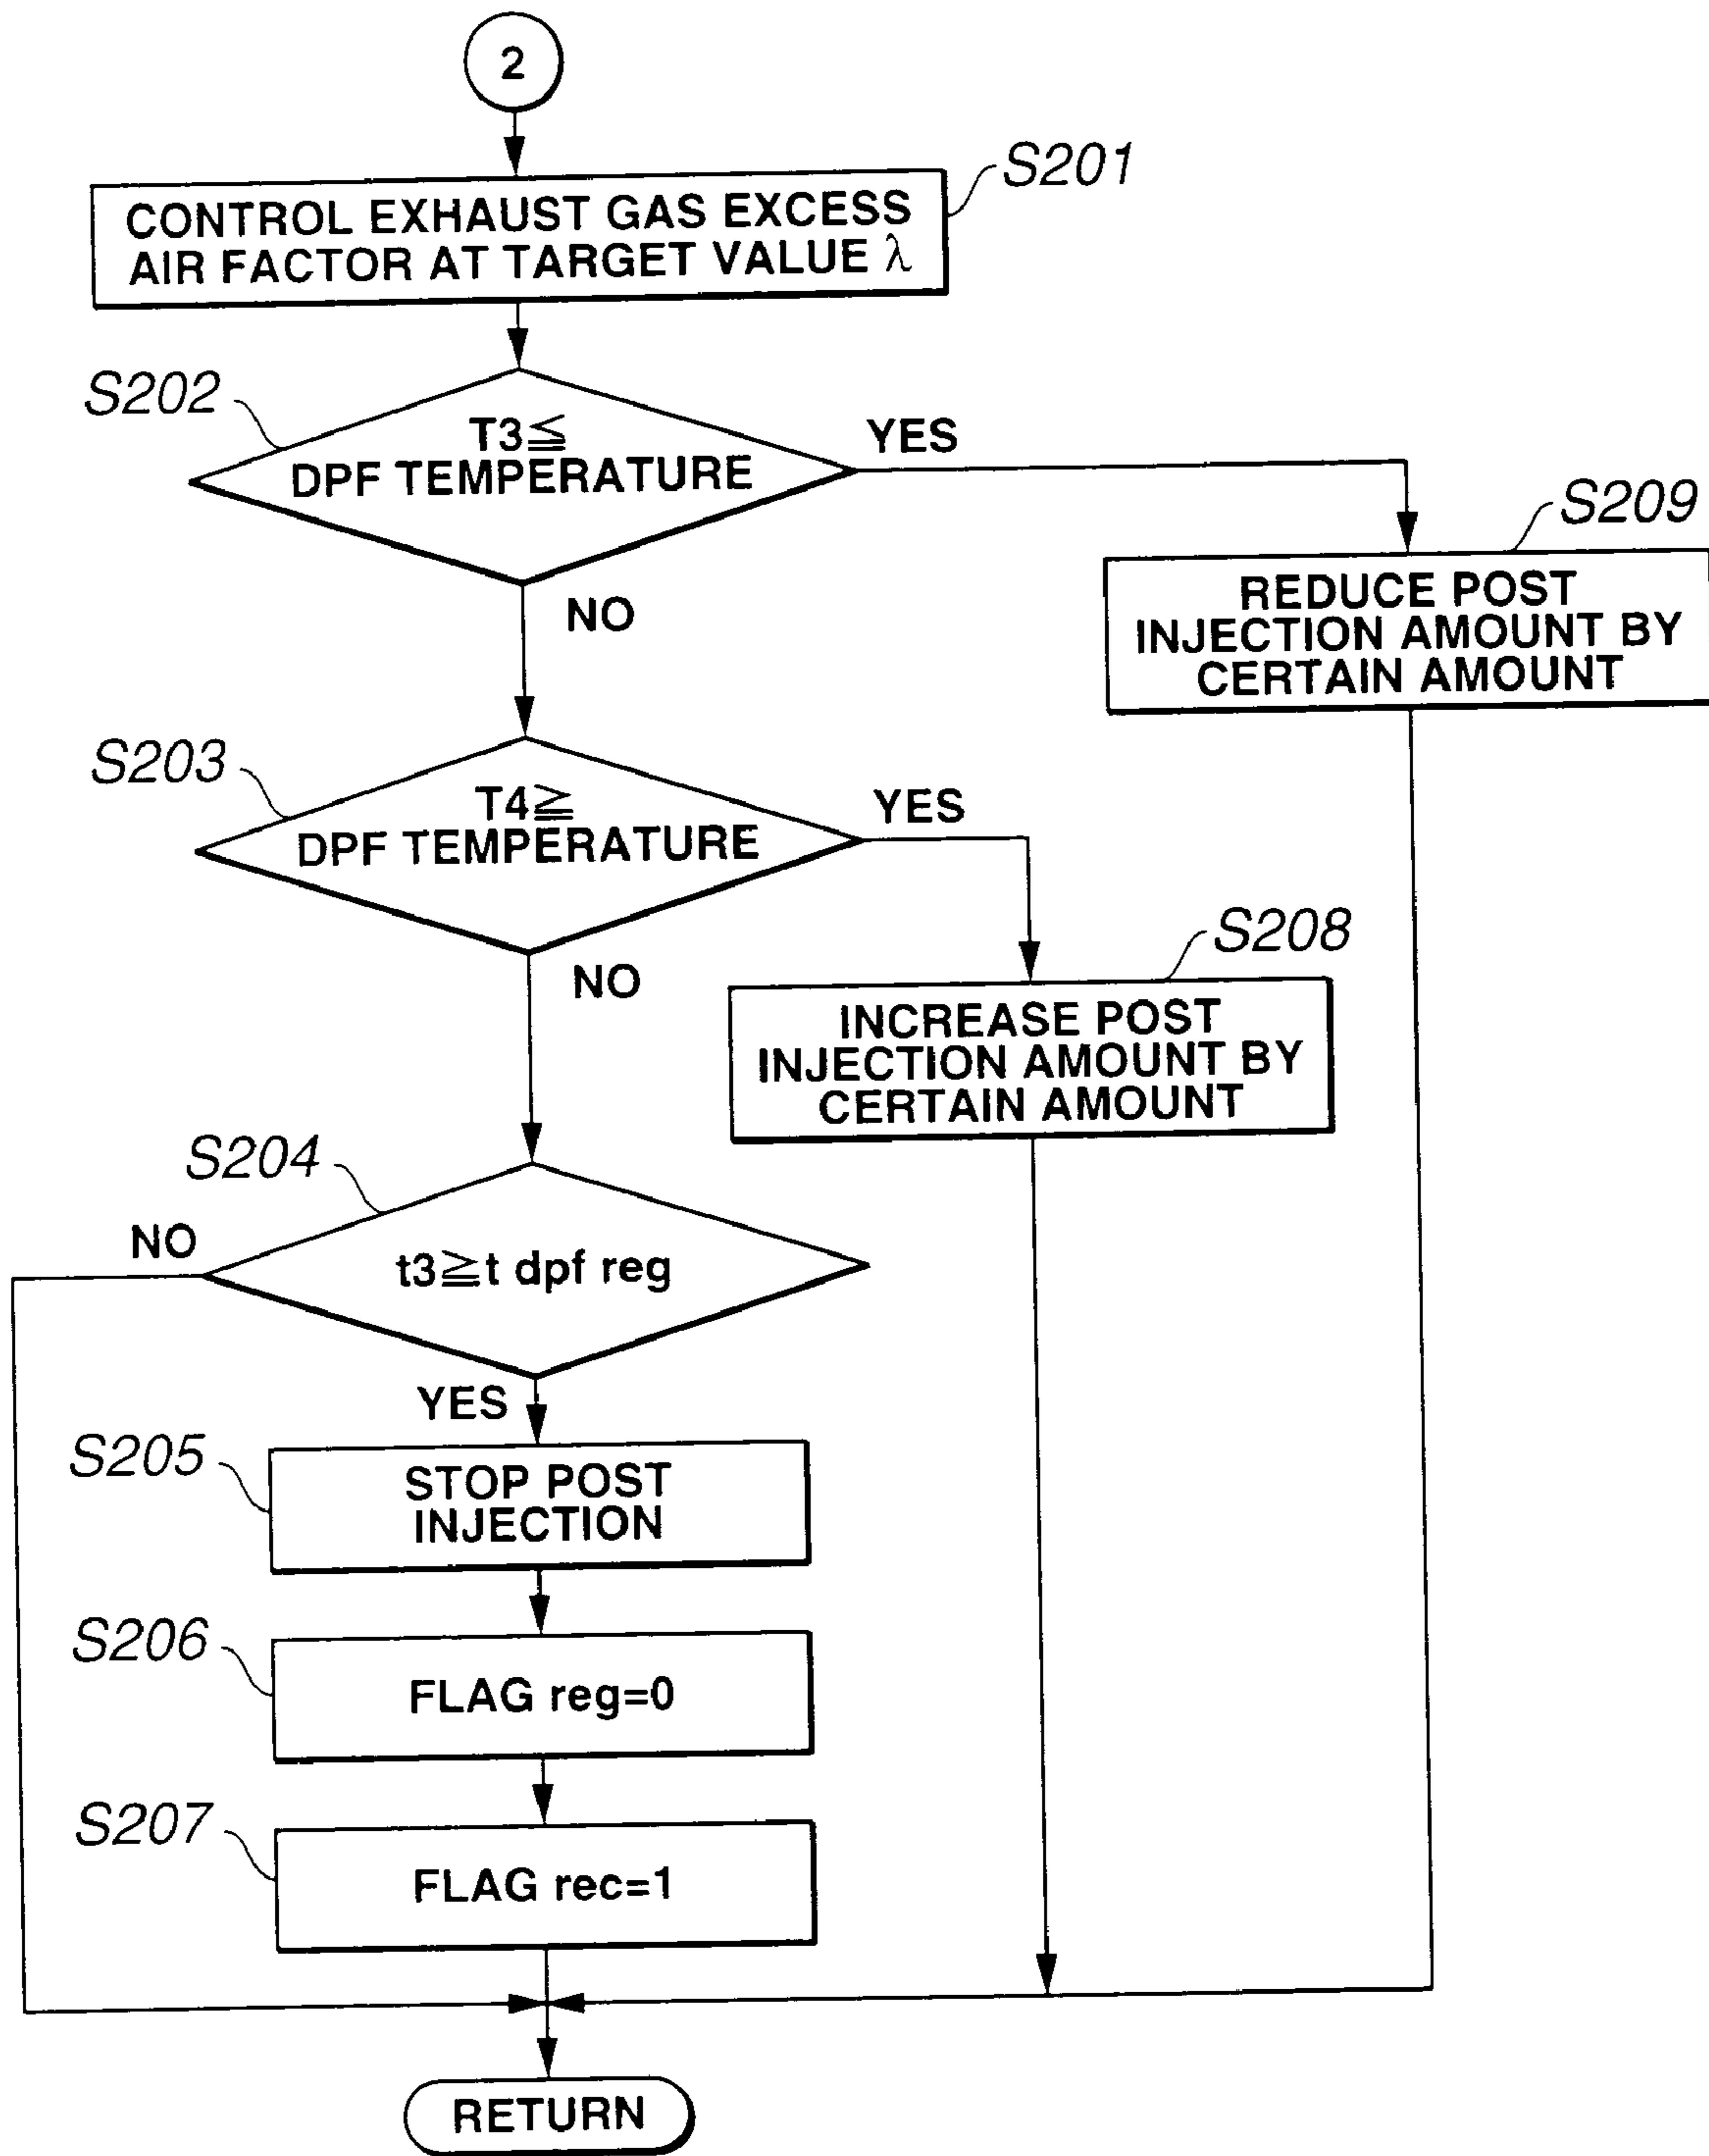 2
S201
CONTROL EXHAUST GAS EXCESS
AIR FACTOR AT TARGET VALUE λ
S202
T3≦
DPF TEMPERATURE
YES
NO
S209
REDUCE POST
INJECTION AMOUNT BY
CERTAIN AMOUNT
S203
T4≧
DPF TEMPERATURE
YES
NO
S208
INCREASE POST
INJECTION AMOUNT BY
CERTAIN AMOUNT
S204
NO
t3≧t dpf reg
YES
S205
STOP POST
INJECTION
S206
FLAG reg=0
S207
FLAG rec=1
RETURN